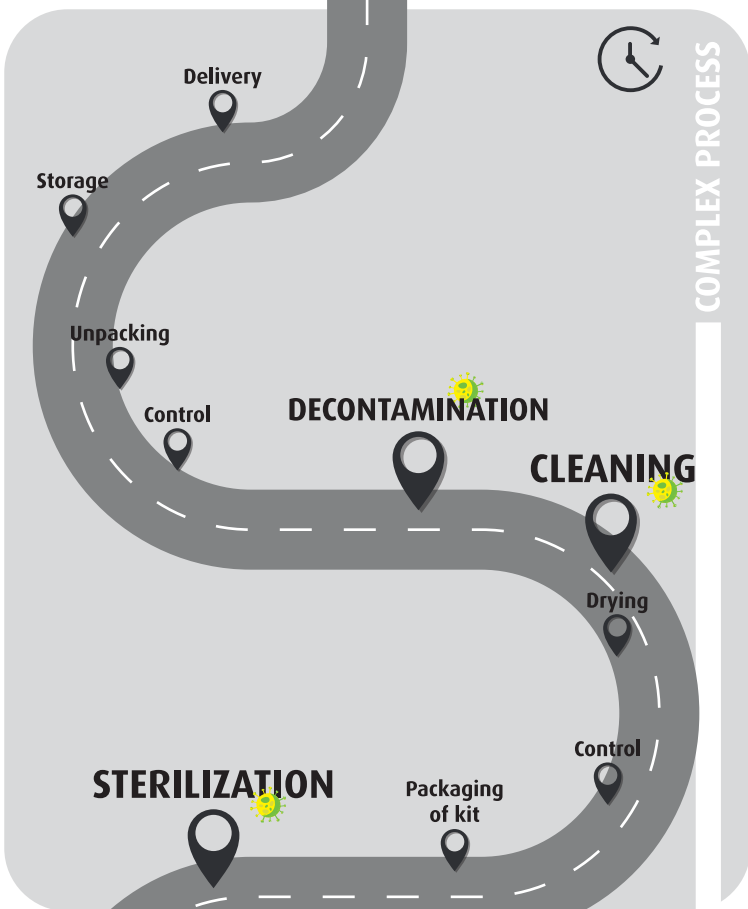 COMPLEX PROCESS
Delivery
Storage
Unpacking
Control
DECONTAMINATION
CLEANING
Drying
Control
Packaging
of kit
STERILIZATION